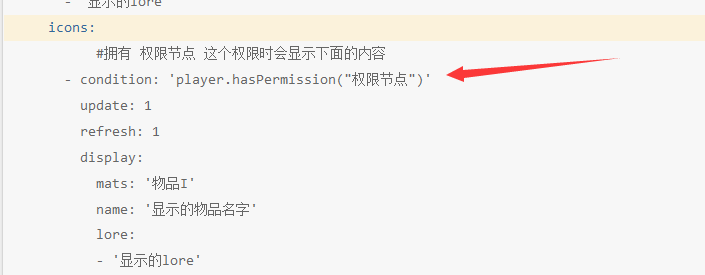 - 显示的lore
icons:
#拥有 权限节点 这个权限时会显示下面的内容
- condition: 'player.hasPermission("权限节点")'
update: 1
refresh: 1
display:
mats: '物品I'
name: '显示的物品名字'
lore:
- '显示的lore'